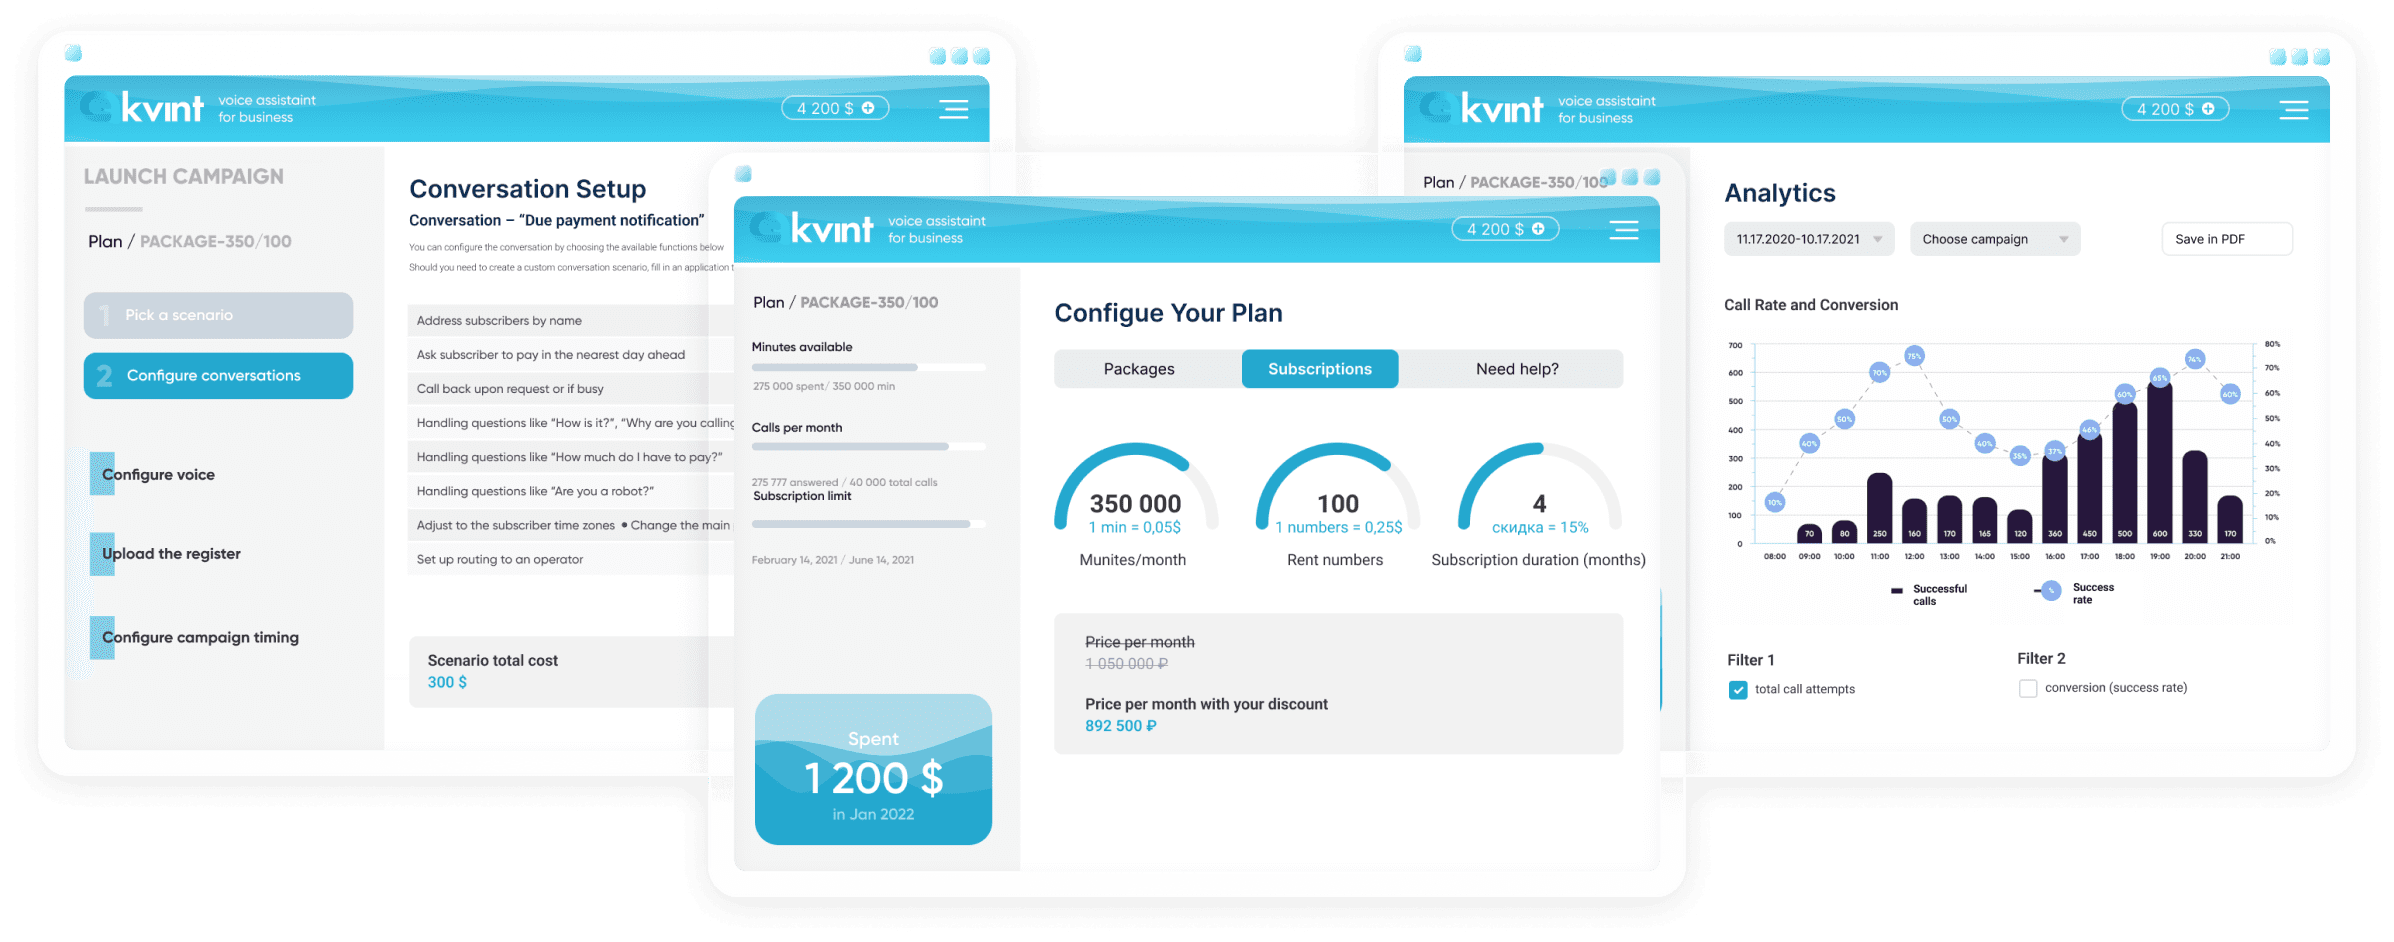 kvint
voice assistaint
for business
4 200 $
LAUNCH CAMPAIGN
Plan / PACKAGE-350/100
1 Pick a scenario
2 Configure conversations
Configure voice
Upload the register
Configure campaign timing
Conversation Setup
Conversation – “Due payment notification”
You can configure the conversation by choosing the available functions below
Should you need to create a custom conversation scenario, fill in an application
Address subscribers by name
Ask subscriber to pay in the nearest day ahead
Call back upon request or if busy
Handling questions like “How is it?”, “Why are you calling
Handling questions like “How much do I have to pay?”
Handling questions like “Are you a robot?”
Adjust to the subscriber time zones • Change the main
Set up routing to an operator
Scenario total cost
300 $
kvint
voice assistaint
for business
4 200 $
Plan / PACKAGE-350/100
Minutes available
275 000 spent/ 350 000 min
Calls per month
275 777 answered / 40 000 total calls
Subscription limit
February 14, 2021 / June 14, 2021
Spent
1 200 $
in Jan 2022
Configue Your Plan
Packages
Subscriptions
Need help?
350 000
1 min = 0,05$
Munites/month
100
1 numbers = 0,25$
Rent numbers
4
скидка = 15%
Subscription duration (months)
Price per month
1 050 000 ₽
Price per month with your discount
892 500 ₽
kvint
voice assistaint
for business
4 200 $
Plan / PACKAGE-350/100
Analytics
11.17.2020-10.17.2021
Choose campaign
Save in PDF
Call Rate and Conversion
700
600
500
400
300
200
100
0
80%
70%
60%
50%
40%
30%
20%
10%
0%
10%
40%
50%
70%
75%
50%
40%
35%
37%
46%
60%
65%
74%
60%
70
80
250
160
170
165
120
360
450
500
600
330
170
08:00
09:00
10:00
11:00
12:00
13:00
14:00
15:00
16:00
17:00
18:00
19:00
20:00
21:00
Successful
calls
%
Success
rate
Filter 1
total call attempts
Filter 2
conversion (success rate)